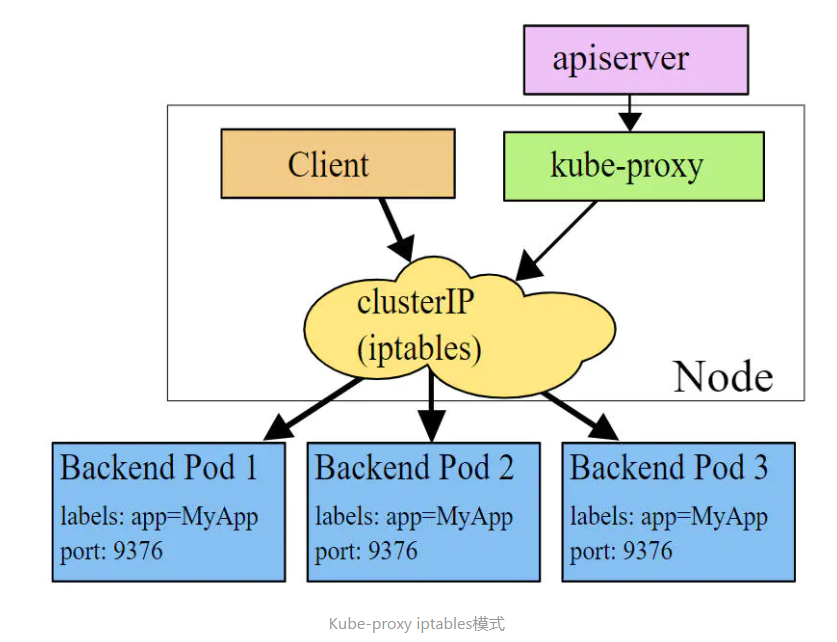 apiserver
Client
kube-proxy
clusterIP
(iptables)
Node
Backend Pod 1
labels: app=MyApp
port: 9376
Backend Pod 2
labels: app=MyApp
port: 9376
Backend Pod 3
labels: app=MyApp
port: 9376
Kube-proxy iptables模式